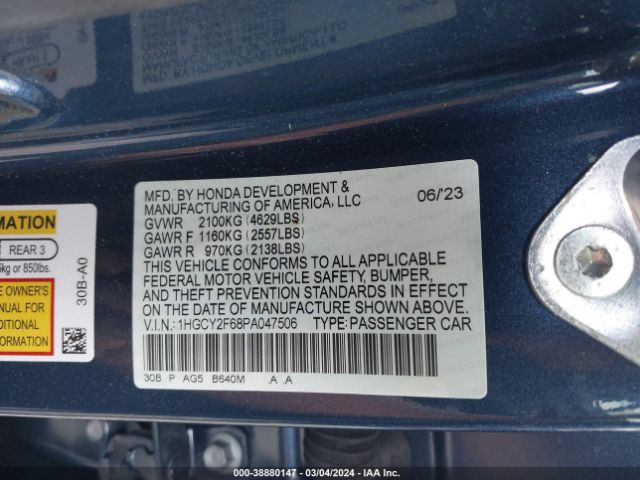 MFD. BY HONDA DEVELOPMENT &
MANUFACTURING OF AMERICA, LLC
06/'23
GVWR 2100KG (4629LBS)
GAWR F 1160KG (2557LBS)
GAWR R 970KG (2138LBS)
THIS VEHICLE CONFORMS TO ALL APPLICABLE
FEDERAL MOTOR VEHICLE SAFETY, BUMPER,
AND THEFT PREVENTION STANDARDS IN EFFECT
ON THE DATE OF MANUFACTURE SHOWN ABOVE.
V.I.N.: 1HGCY2F68PA047506 TYPE: PASSENGER CAR
30B P AG5 B640M .A .A
RMATION
REAR 3
kg or 850lbs.
OWNER'S
NUAL FOR
DITIONAL
ORMATION
30B-A0
000-38880147 - 03/04/2024 - IAA Inc.